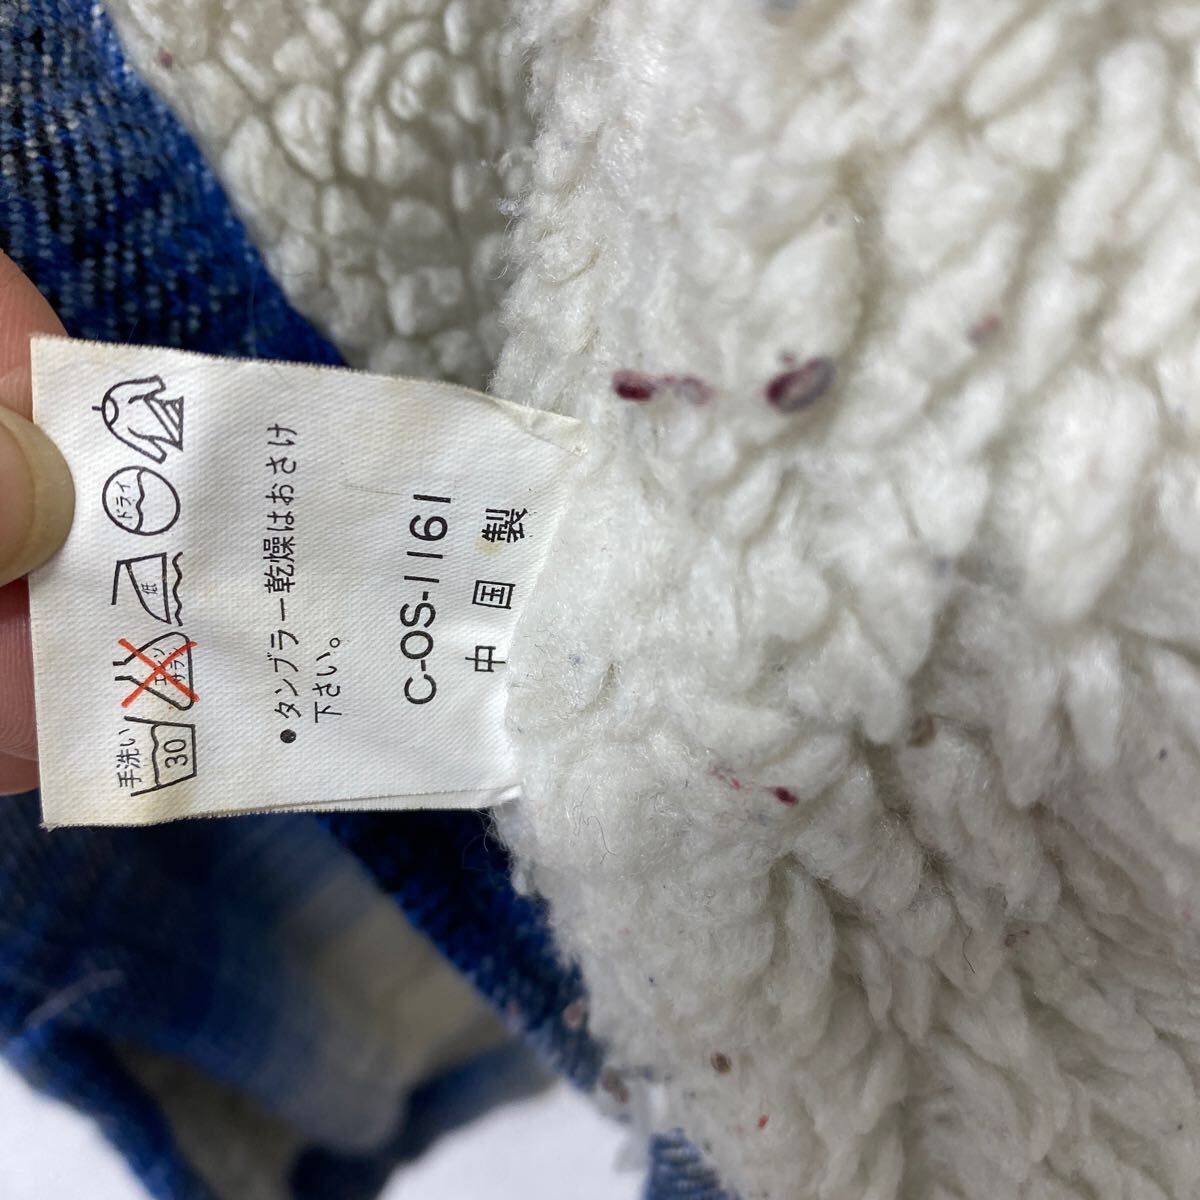 手洗い
30
エンソ
サラシ
低
ドライ
●タンブラー乾燥はおさけ
下さい。
C-OS-1161
中国製